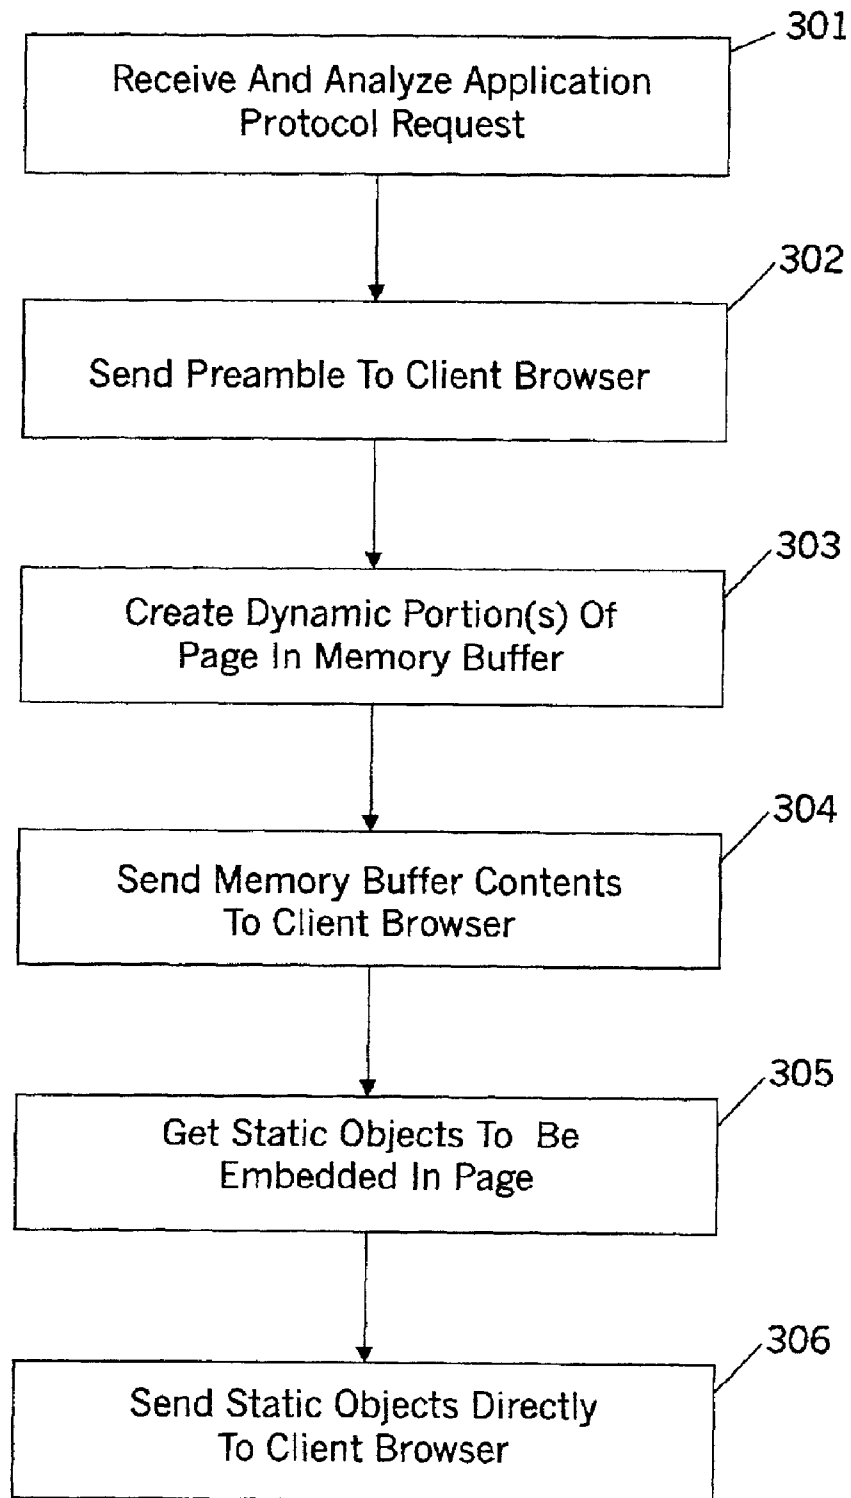 301
Receive And Analyze Application
Protocol Request
302
Send Preamble To Client Browser
303
Create Dynamic Portion(s) Of
Page In Memory Buffer
304
Send Memory Buffer Contents
To Client Browser
305
Get Static Objects To Be
Embedded In Page
306
Send Static Objects Directly
To Client Browser